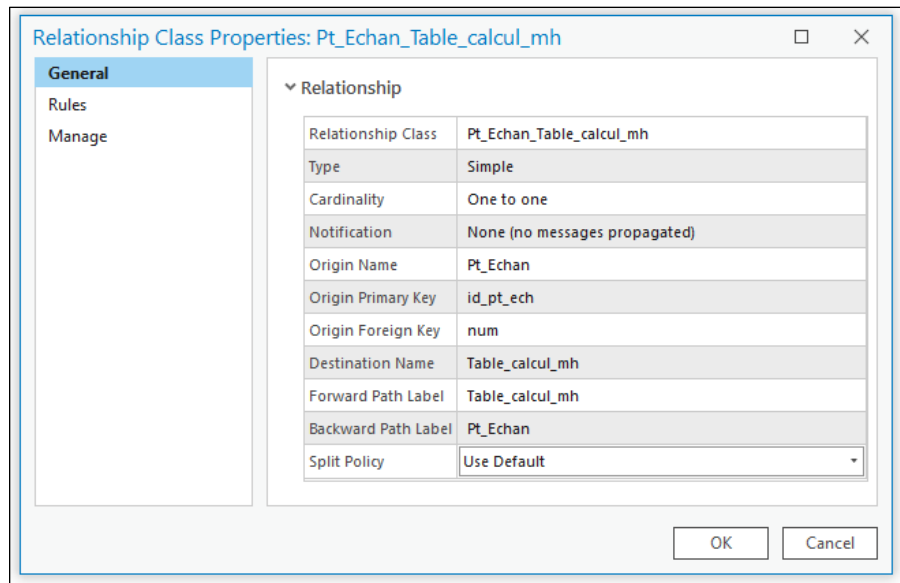 Relationship Class Properties: Pt_Echan_Table_calcul_mh
General
Rules
Manage
Relationship
Relationship Class Pt_Echan_Table_calcul_mh
Type Simple
Cardinality One to one
Notification None (no messages propagated)
Origin Name Pt_Echan
Origin Primary Key id_pt_ech
Origin Foreign Key num
Destination Name Table_calcul_mh
Forward Path Label Table_calcul_mh
Backward Path Label Pt_Echan
Split Policy Use Default
OK Cancel